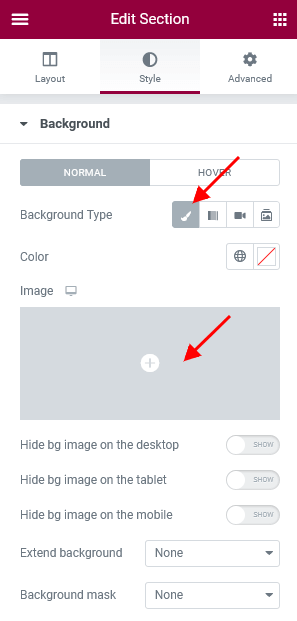 Edit Section
Layout
Style
Advanced
Background
NORMAL
HOVER
Background Type
Color
Image
Hide bg image on the desktop
SHOW
Hide bg image on the tablet
SHOW
Hide bg image on the mobile
SHOW
Extend background
None
Background mask
None